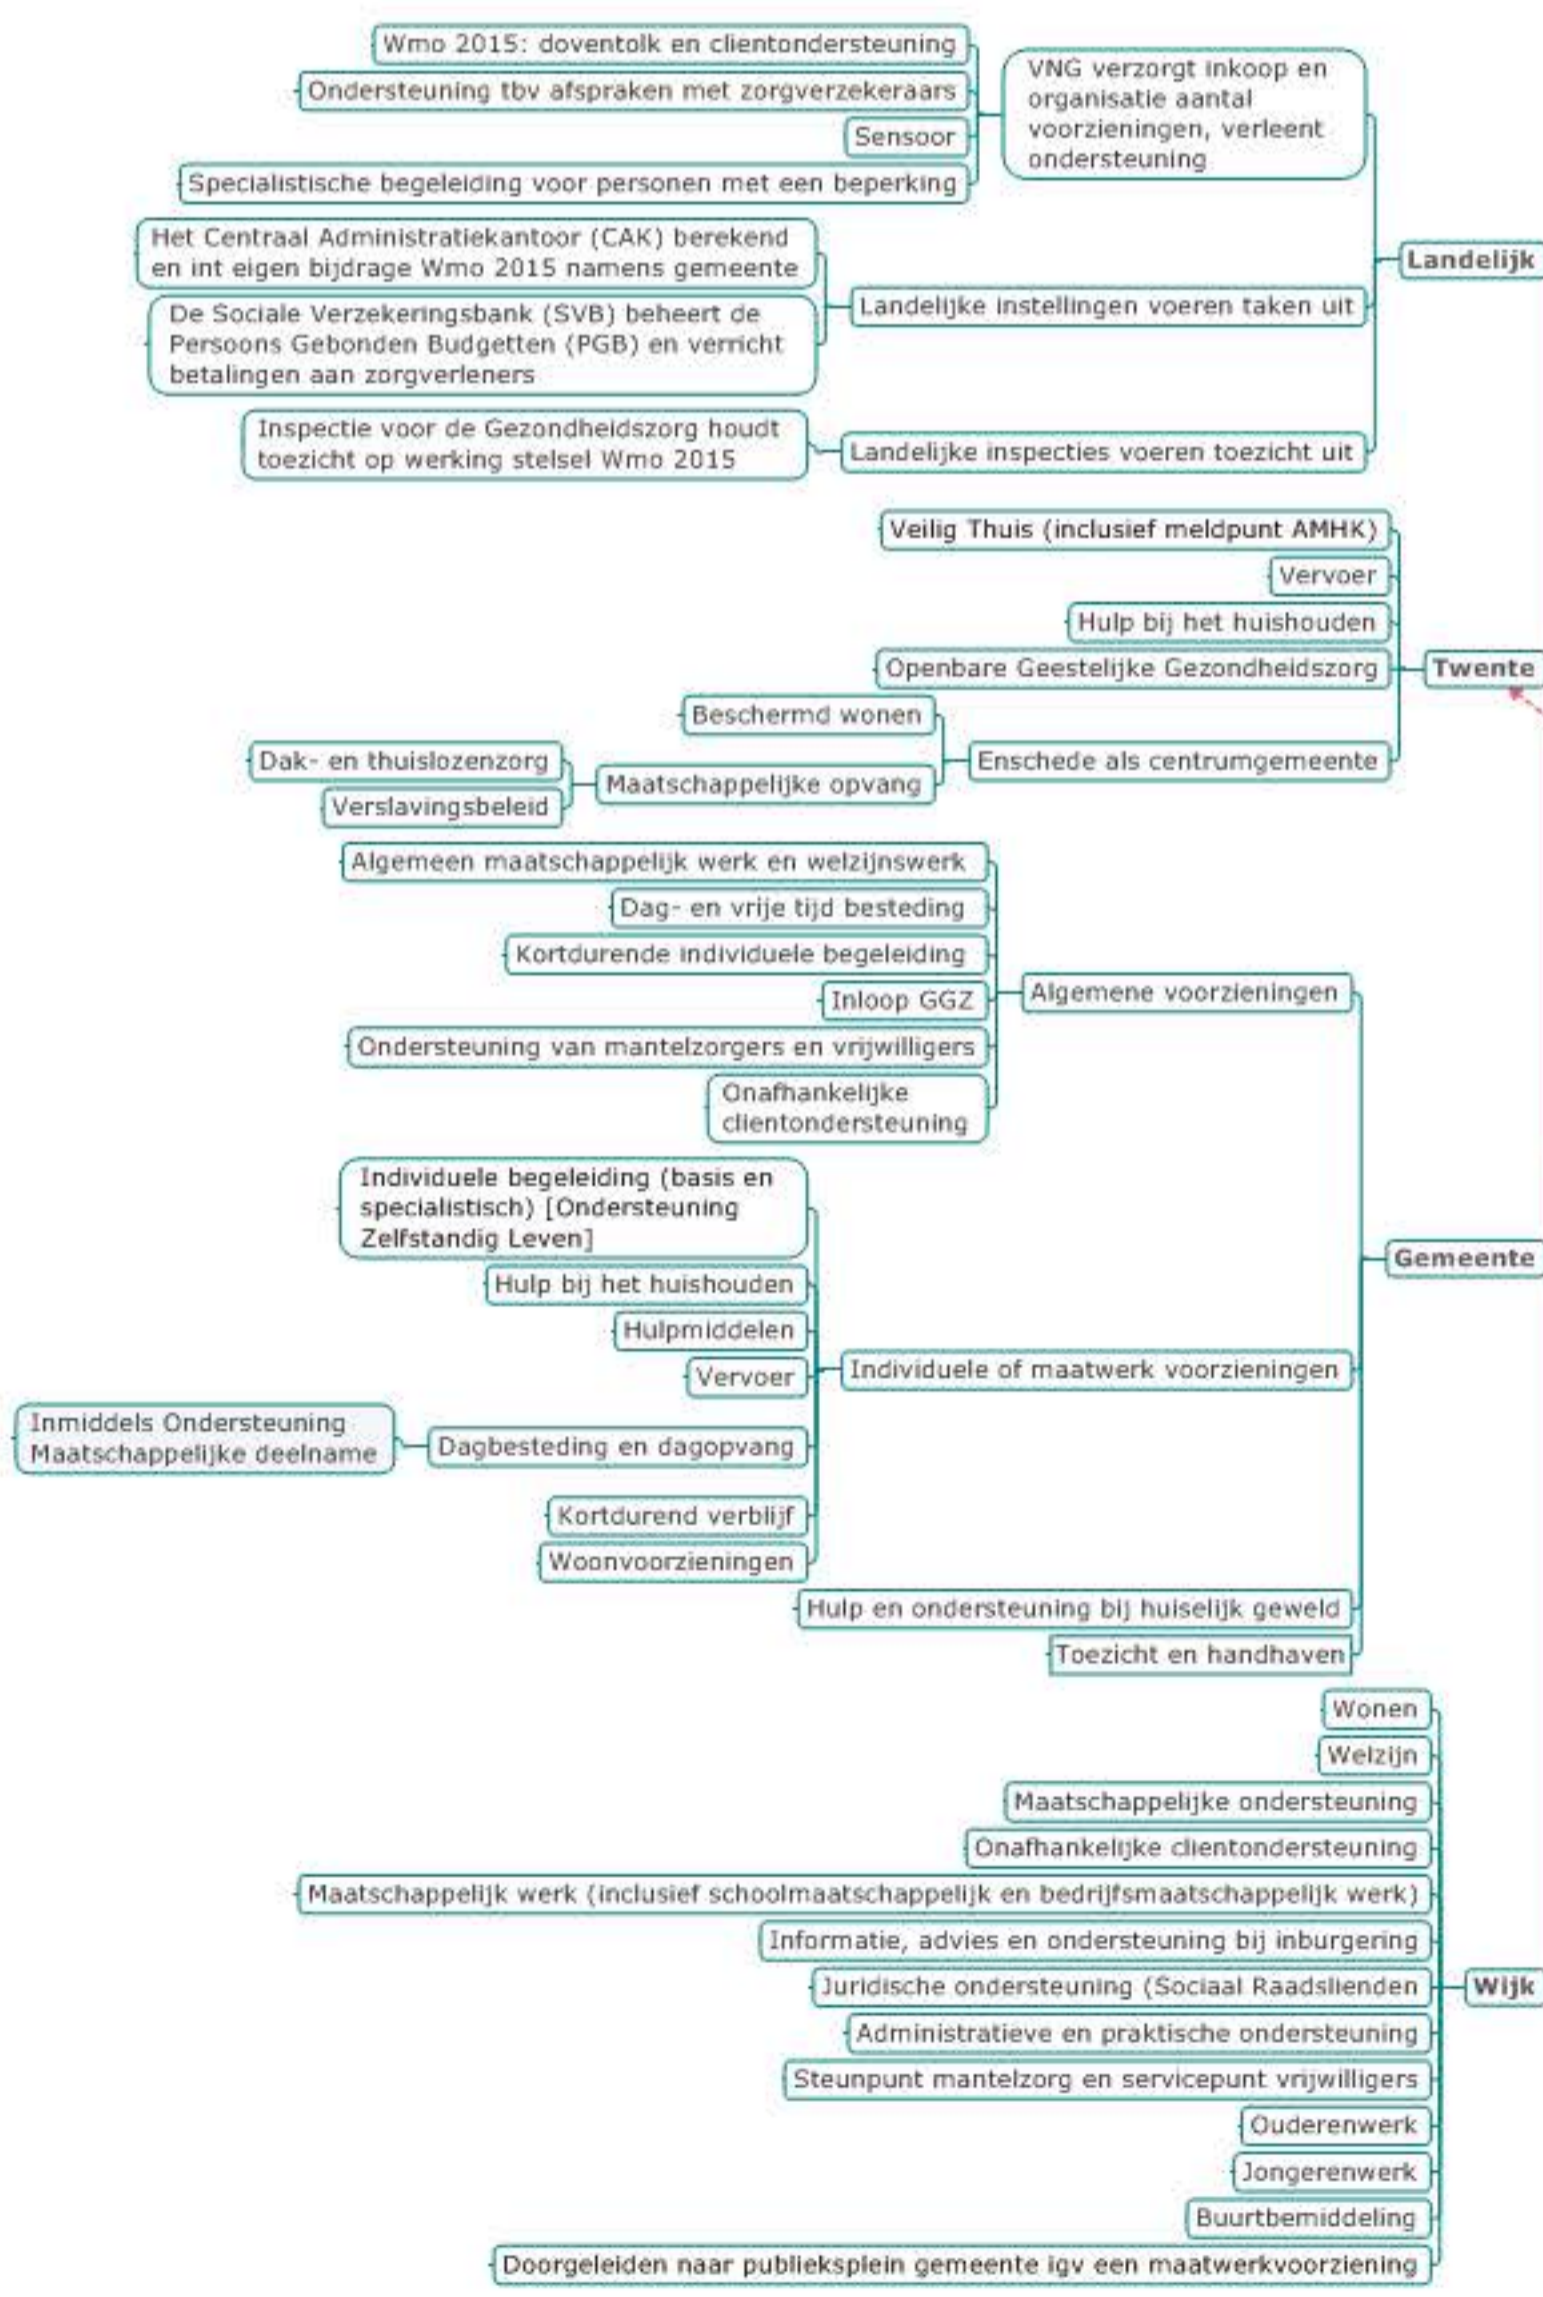 Wmo 2015: doventolk en clientondersteuning
Ondersteuning tbv afspraken met zorgverzekeraars
Sensoor
Specialistische begeleiding voor personen met een beperking
VNG verzorgt inkoop en
organisatie aantal
voorzieningen, verleent
ondersteuning
Het Centraal Administratiekantoor (CAK) berekend
en int eigen bijdrage Wmo 2015 namens gemeente
De Sociale Verzekeringsbank (SVB) beheert de
Persoons Gebonden Budgetten (PGB) en verricht
betalingen aan zorgverleners
Landelijke instellingen voeren taken uit
Inspectie voor de Gezondheidszorg houdt
toezicht op werking stelsel Wmo 2015
Landelijke inspecties voeren toezicht uit
Landelijk
Veilig Thuis (inclusief meldpunt AMHK)
Vervoer
Hulp bij het huishouden
Openbare Geestelijke Gezondheidszorg
Beschermd wonen
Dak- en thuislozenzorg
Verslavingsbeleid
Maatschappelijke opvang
Enschede als centrumgemeente
Twente
Algemeen maatschappelijk werk en welzijnswerk
Dag- en vrije tijd besteding
Kortdurende individuele begeleiding
Inloop GGZ
Ondersteuning van mantelzorgers en vrijwilligers
Onafhankelijke
clientondersteuning
Algemene voorzieningen
Individuele begeleiding (basis en
specialistisch) [Ondersteuning
Zelfstandig Leven]
Hulp bij het huishouden
Hulpmiddelen
Vervoer
Inmiddels Ondersteuning
Maatschappelijke deelname
Dagbesteding en dagopvang
Kortdurend verblijf
Woonvoorzieningen
Individuele of maatwerk voorzieningen
Hulp en ondersteuning bij huiselijk geweld
Toezicht en handhaven
Gemeente
Wonen
Welzijn
Maatschappelijke ondersteuning
Onafhankelijke clientondersteuning
Maatschappelijk werk (inclusief schoolmaatschappelijk en bedrijfsmaatschappelijk werk)
Informatie, advies en ondersteuning bij inburgering
Juridische ondersteuning (Sociaal Raadslienden
Administratieve en praktische ondersteuning
Steunpunt mantelzorg en servicepunt vrijwilligers
Ouderenwerk
Jongerenwerk
Buurtbemiddeling
Doorgeleiden naar publieksplein gemeente igv een maatwerkvoorziening
Wijk